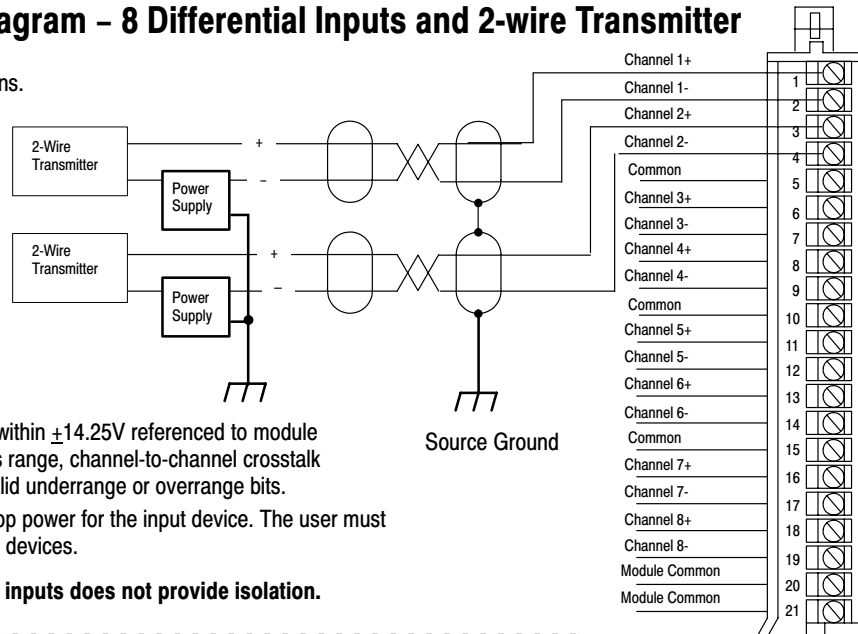 agram – 8 Differential Inputs and 2-wire Transmitter
ns.
2-Wire
Transmitter
+
–
Power
Supply
2-Wire
Transmitter
+
–
Power
Supply
Source Ground
within ±14.25V referenced to module
s range, channel-to-channel crosstalk
alid underrange or overrange bits.
op power for the input device. The user must
devices.
inputs does not provide isolation.
Channel 1+
Channel 1-
Channel 2+
Channel 2-
Common
Channel 3+
Channel 3-
Channel 4+
Channel 4-
Common
Channel 5+
Channel 5-
Channel 6+
Channel 6-
Common
Channel 7+
Channel 7-
Channel 8+
Channel 8-
Module Common
Module Common
1
2
3
4
5
6
7
8
9
10
11
12
13
14
15
16
17
18
19
20
21